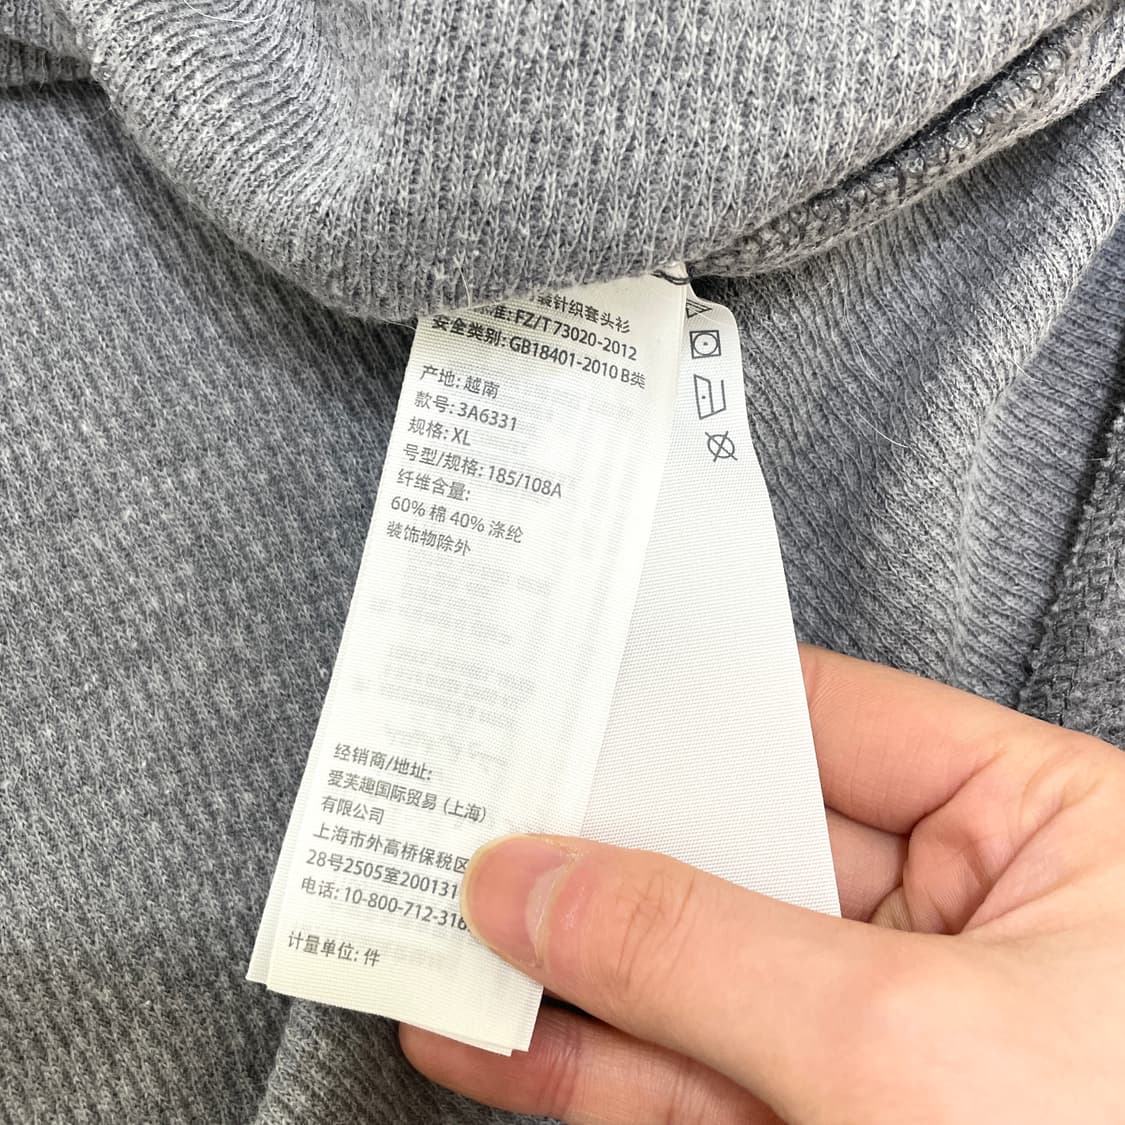 装针织套头衫
准: FZ/T 73020-2012
安全类别: GB18401-2010 B类
产地: 越南
款号: 3A6331
规格: XL
号型/规格: 185/108A
纤维含量:
60% 棉 40% 涤纶
装饰物除外
经销商/地址:
爱芙趣国际贸易 (上海)
有限公司
上海市外高桥保税区
28号2505室200131
电话: 10-800-712-316
计量单位: 件